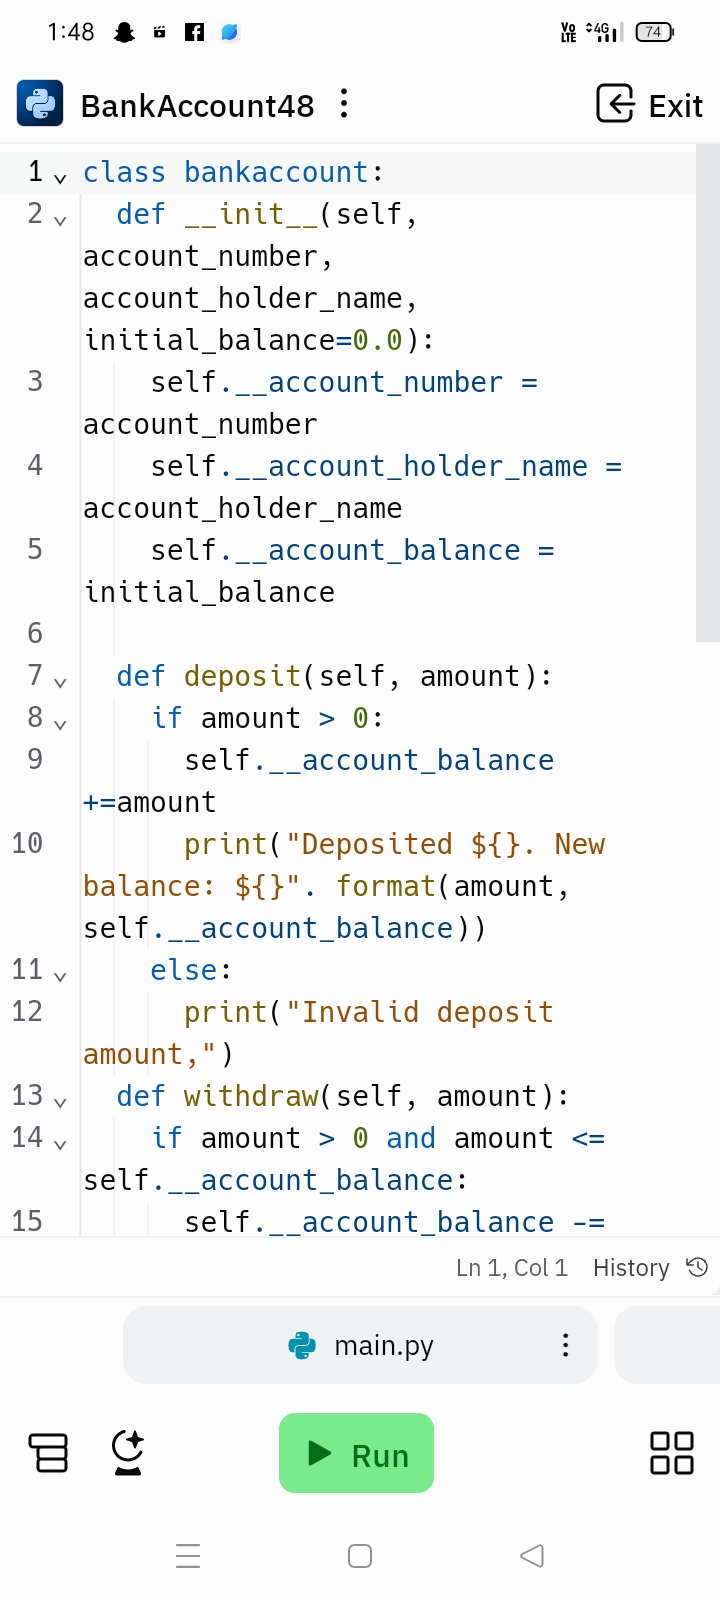 1:48 VoLTE 4G 74
BankAccount48 Exit
1 class bankaccount:
2 def __init__(self,
account_number,
account_holder_name,
initial_balance=0.0):
3 self.__account_number =
account_number
4 self.__account_holder_name =
account_holder_name
5 self.__account_balance =
initial_balance
6
7 def deposit(self, amount):
8 if amount > 0:
9 self.__account_balance
+=amount
10 print("Deposited ${}. New
balance: ${}". format(amount,
self.__account_balance))
11 else:
12 print("Invalid deposit
amount,")
13 def withdraw(self, amount):
14 if amount > 0 and amount <=
self.__account_balance:
15 self.__account_balance -=
Ln 1, Col 1 History
main.py
Run